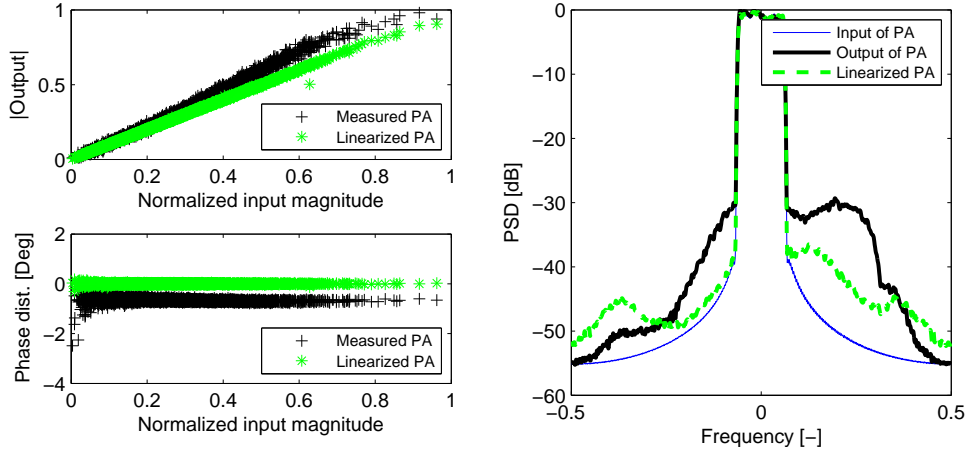 1
0.5
0
|Output|
0
0.2
0.4
0.6
0.8
1
Normalized input magnitude
Measured PA
Linearized PA
2
0
−2
−4
Phase dist. [Deg]
0
0.2
0.4
0.6
0.8
1
Normalized input magnitude
Measured PA
Linearized PA
0
−10
−20
−30
−40
−50
−60
PSD [dB]
−0.5
0
0.5
Frequency [−]
Input of PA
Output of PA
Linearized PA